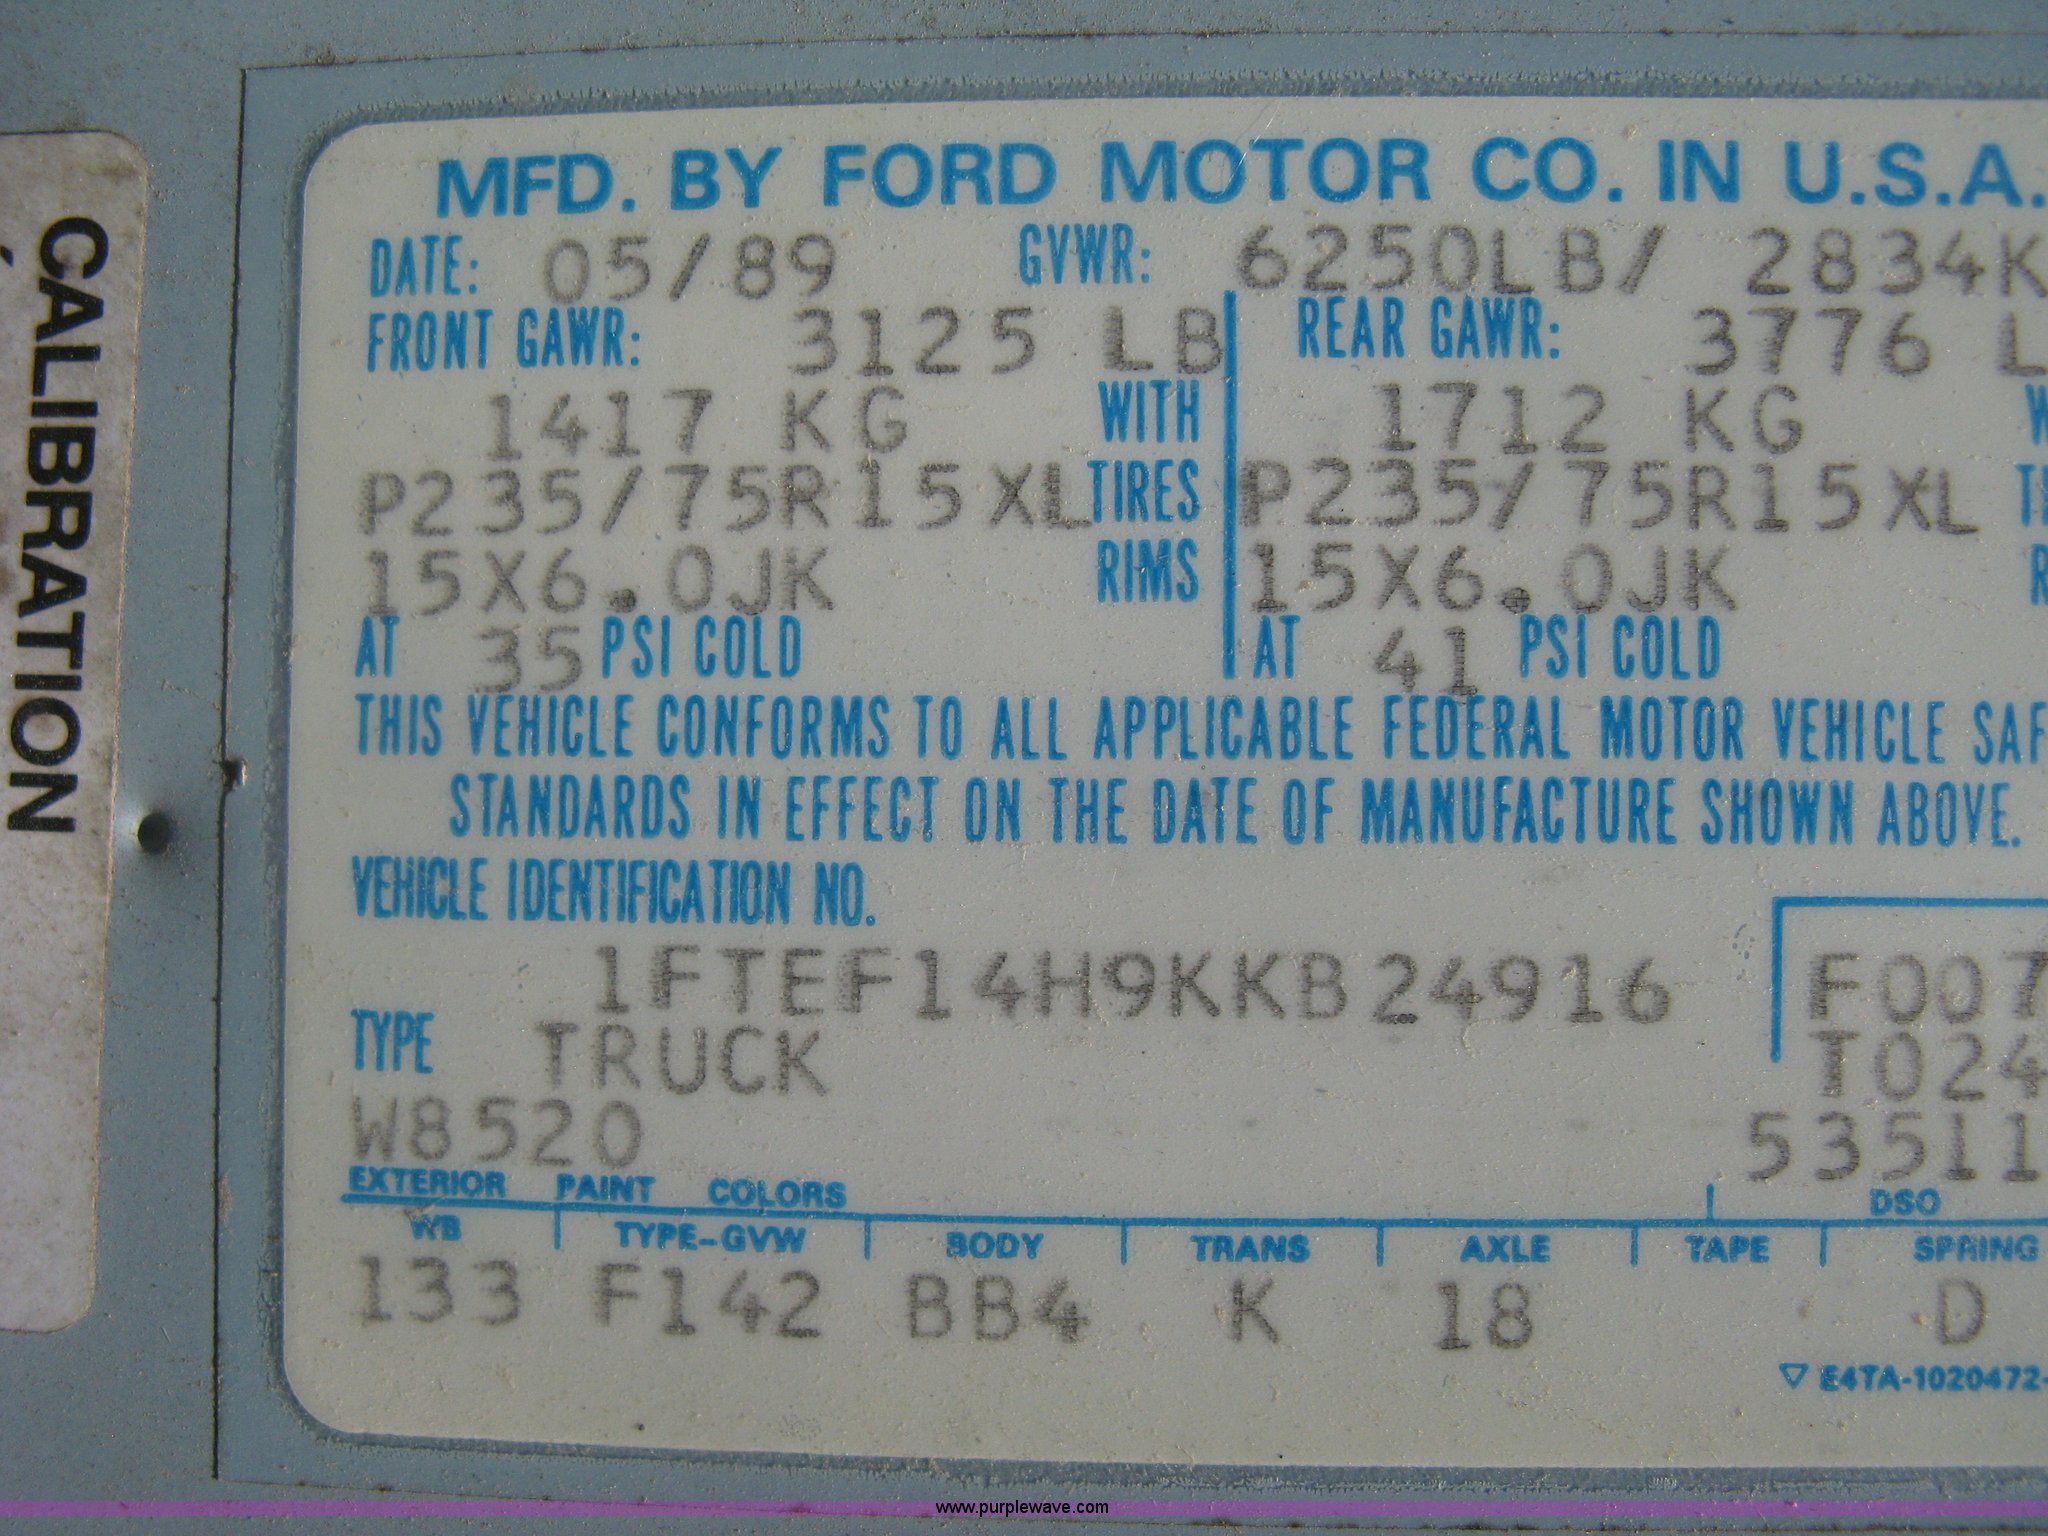 CALIBRATION
MFD. BY FORD MOTOR CO. IN U.S.A.
DATE: 05/89 GVWR: 6250LB/ 2834K
FRONT GAWR: 3125 LB REAR GAWR: 3776 L
1417 KG WITH 1712 KG W
P235/75R15XL TIRES P235/75R15XL TI
15X6.0JK RIMS 15X6.0JK R
AT 35 PSI COLD AT 41 PSI COLD
THIS VEHICLE CONFORMS TO ALL APPLICABLE FEDERAL MOTOR VEHICLE SAF
STANDARDS IN EFFECT ON THE DATE OF MANUFACTURE SHOWN ABOVE.
VEHICLE IDENTIFICATION NO.
1FTEF14H9KKB24916 F007
TYPE TRUCK T024
W8520 53511
EXTERIOR PAINT COLORS DSO
WB TYPE-GVW BODY TRANS AXLE TAPE SPRING
133 F142 BB4 K 18 D
▽ E4TA-1020472-
www.purplewave.com